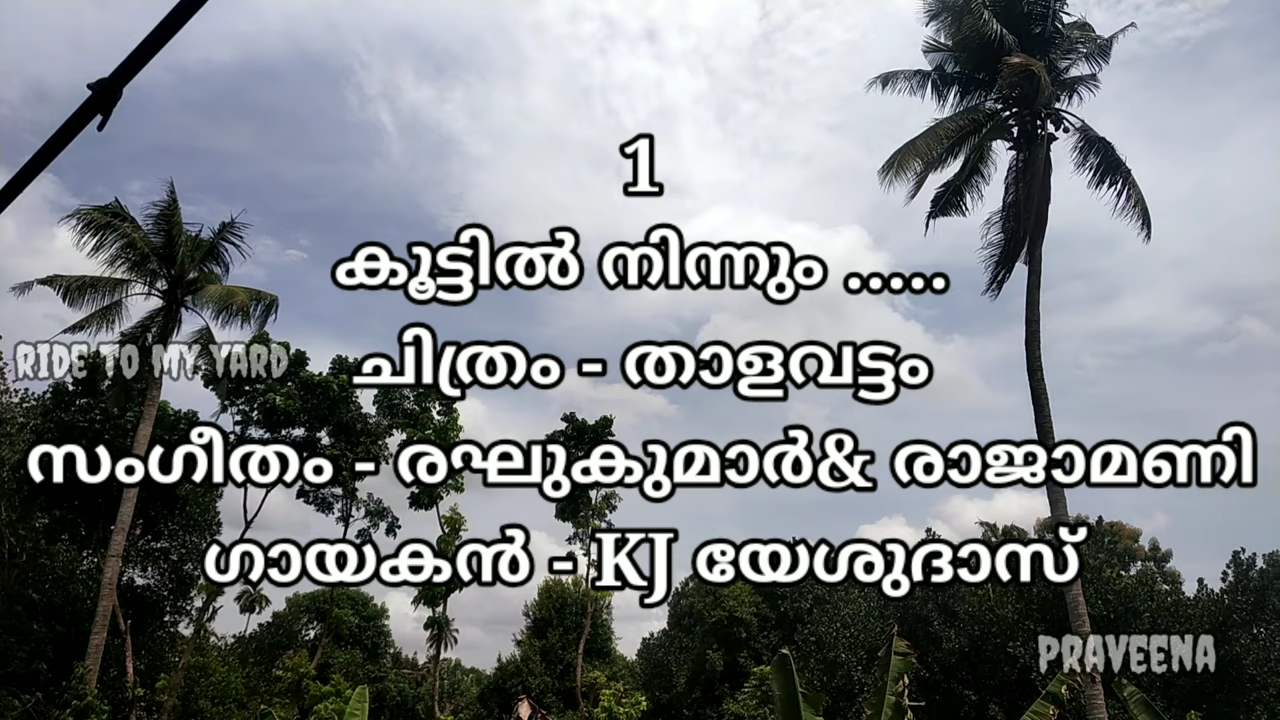 1
കൂട്ടിൽ നിന്നും .....
RIDE TO MY YARD
ചിത്രം - താളവട്ടം
സംഗീതം - രഘുകുമാർ& രാജാമണി
ഗായകൻ - KJ യേശുദാസ്
PRAVEENA